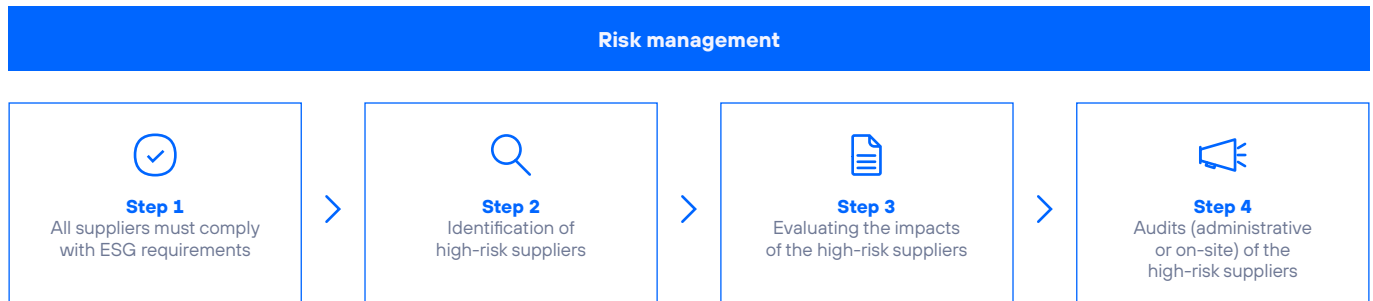 Risk management
Step 1
All suppliers must comply
with ESG requirements
Step 2
Identification of
high-risk suppliers
Step 3
Evaluating the impacts
of the high-risk suppliers
Step 4
Audits (administrative
or on-site) of the
high-risk suppliers